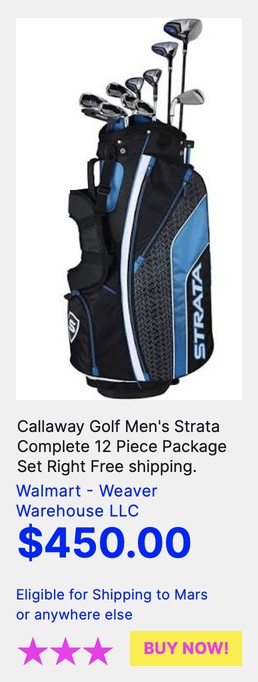 STRATA
Callaway Golf Men's Strata
Complete 12 Piece Package
Set Right Free shipping.
Walmart - Weaver
Warehouse LLC
$450.00
Eligible for Shipping to Mars
or anywhere else
BUY NOW!